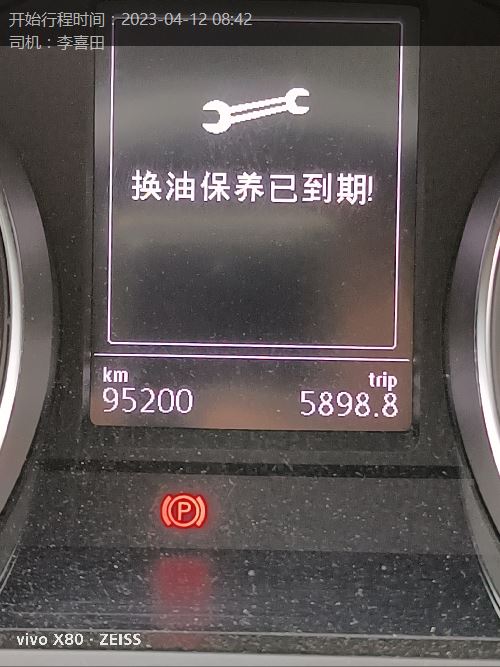 开始行程时间：2023-04-12 08:42
司机：李喜田
换油保养已到期!
km
trip
95200
5898.8
P
vivo X80 · ZEISS